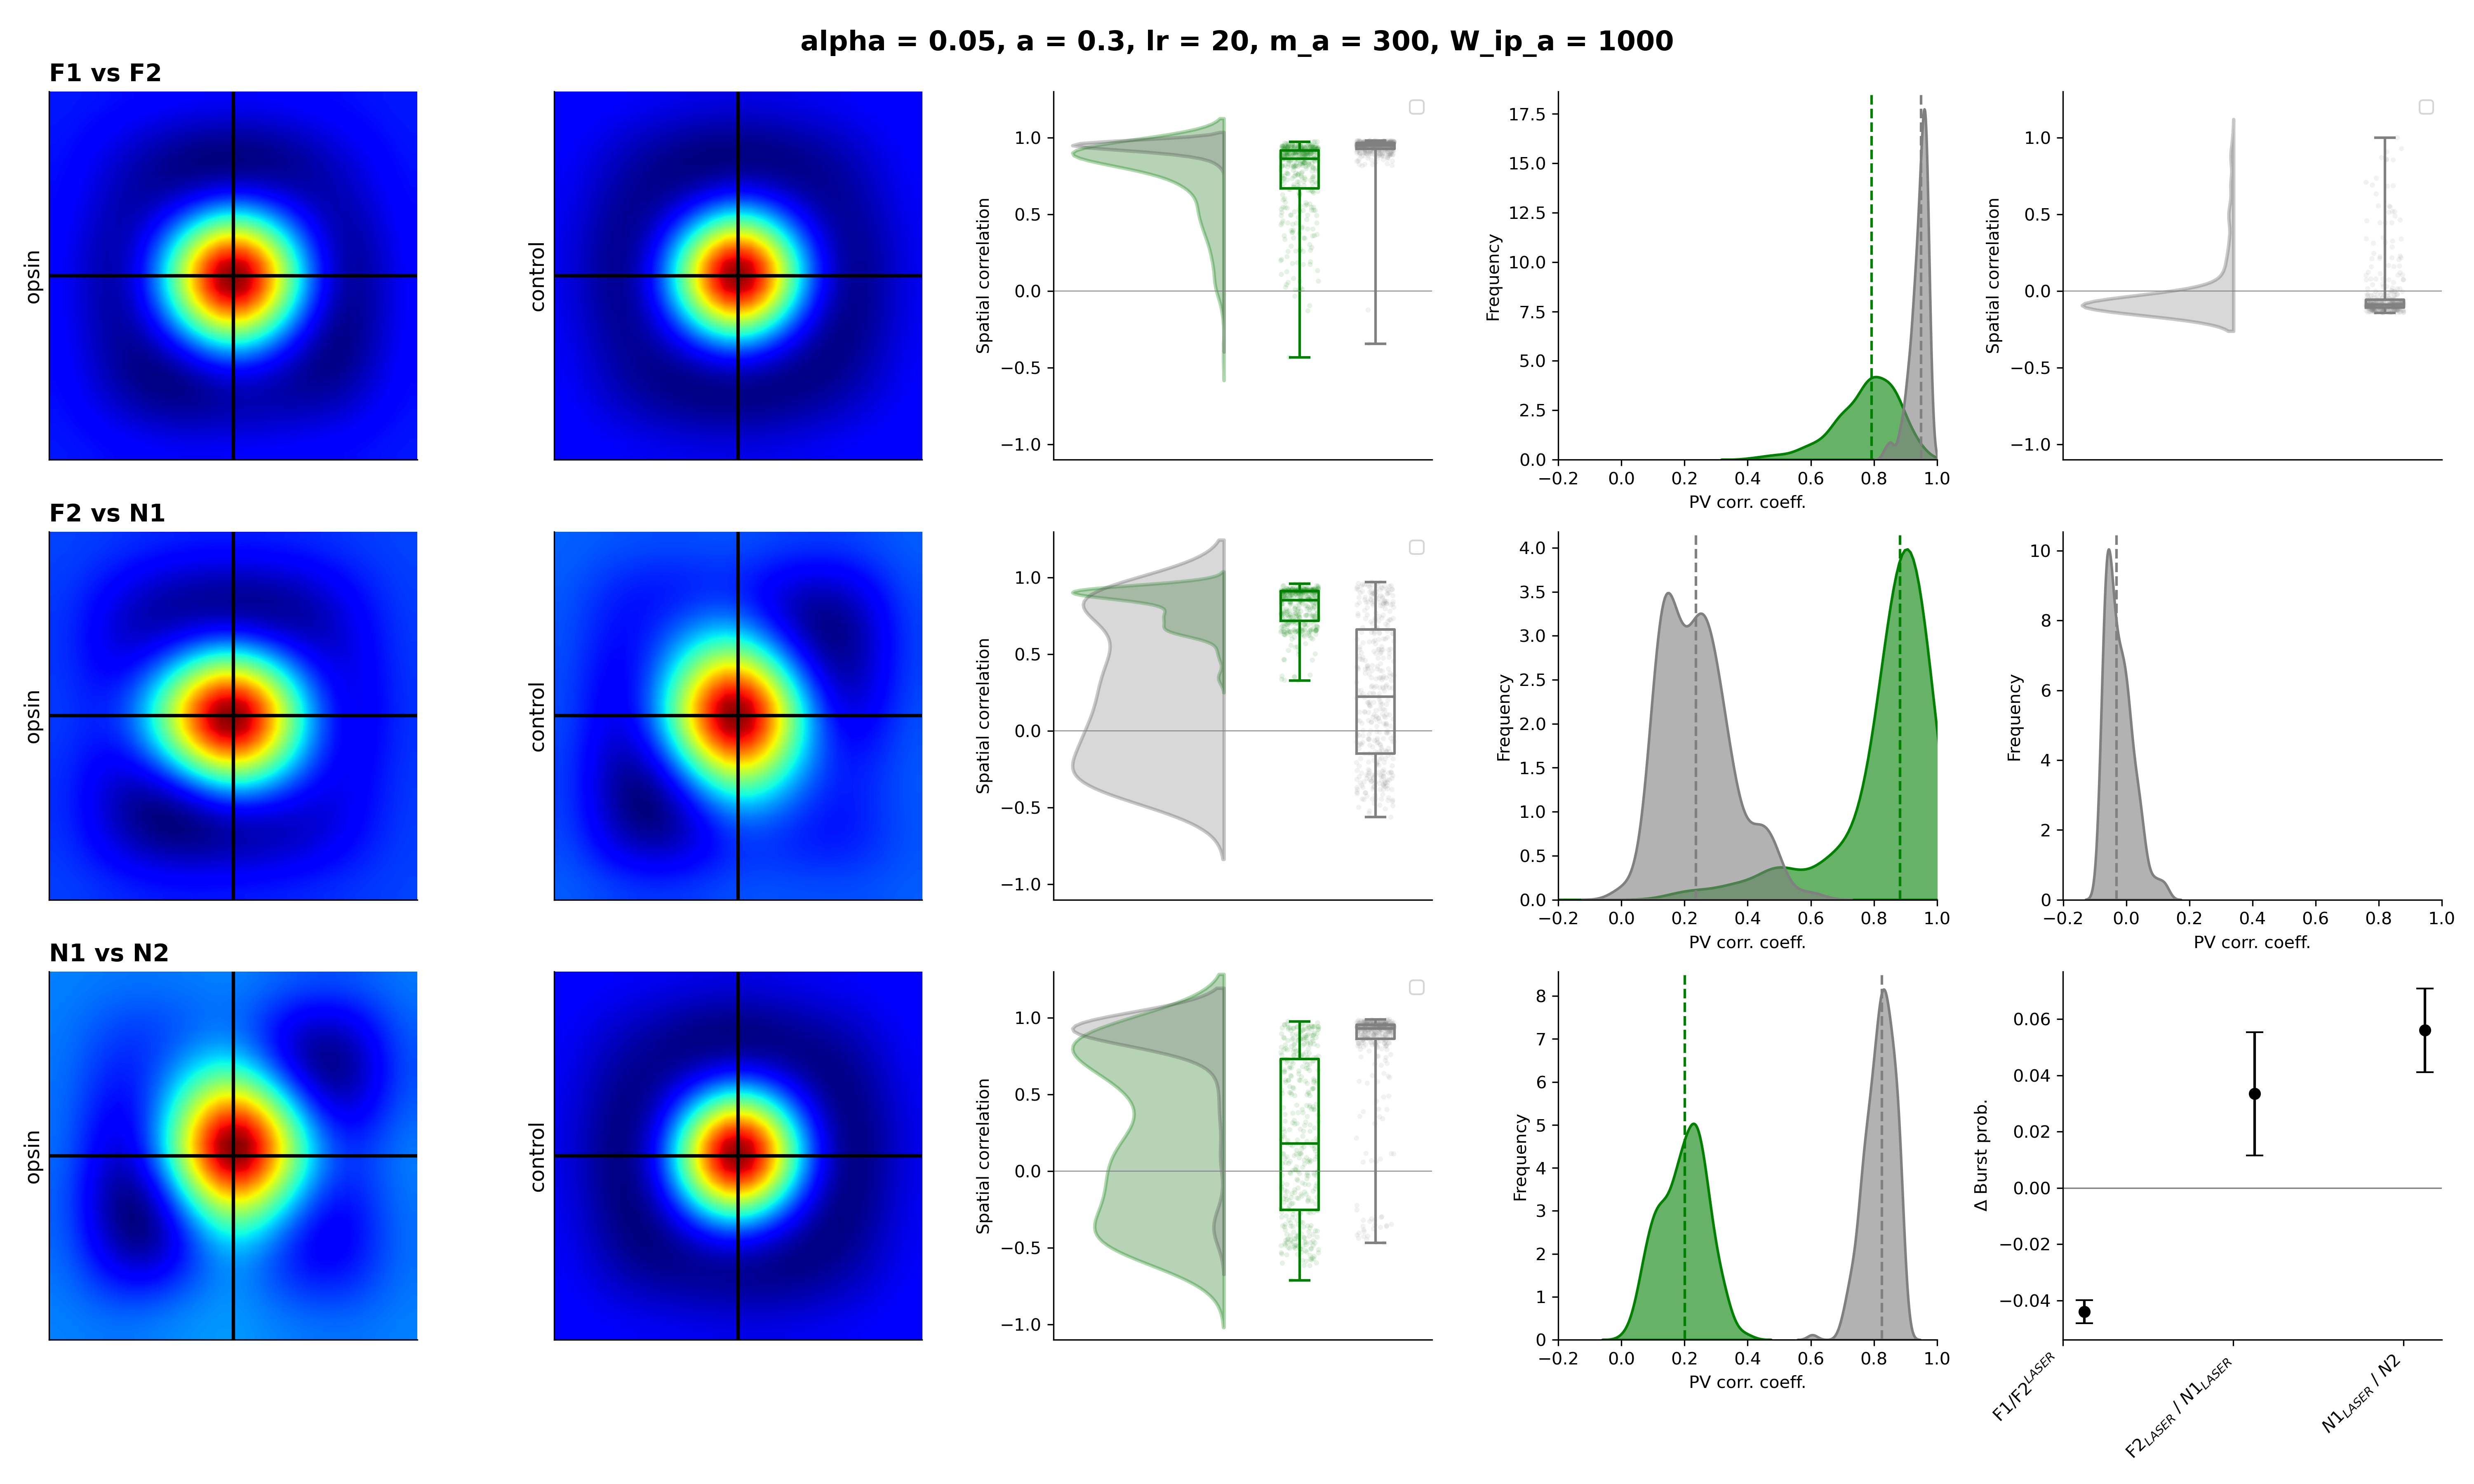 alpha = 0.05, a = 0.3, lr = 20, m_a = 300, W_ip_a = 1000
F1 vs F2
opsin
control
Spatial correlation
1.0
0.5
0.0
−0.5
−1.0
Frequency
17.5
15.0
12.5
10.0
7.5
5.0
2.5
0.0
−0.2 0.0 0.2 0.4 0.6 0.8 1.0
PV corr. coeff.
Spatial correlation
1.0
0.5
0.0
−0.5
−1.0
F2 vs N1
opsin
control
Spatial correlation
1.0
0.5
0.0
−0.5
−1.0
Frequency
4.0
3.5
3.0
2.5
2.0
1.5
1.0
0.5
0.0
−0.2 0.0 0.2 0.4 0.6 0.8 1.0
PV corr. coeff.
Frequency
10
8
6
4
2
0
−0.2 0.0 0.2 0.4 0.6 0.8 1.0
PV corr. coeff.
N1 vs N2
opsin
control
Spatial correlation
1.0
0.5
0.0
−0.5
−1.0
Frequency
8
7
6
5
4
3
2
1
0
−0.2 0.0 0.2 0.4 0.6 0.8 1.0
PV corr. coeff.
Δ Burst prob.
0.06
0.04
0.02
0.00
−0.02
−0.04
F1/F2^LASER
F2_LASER / N1_LASER
N1_LASER / N2